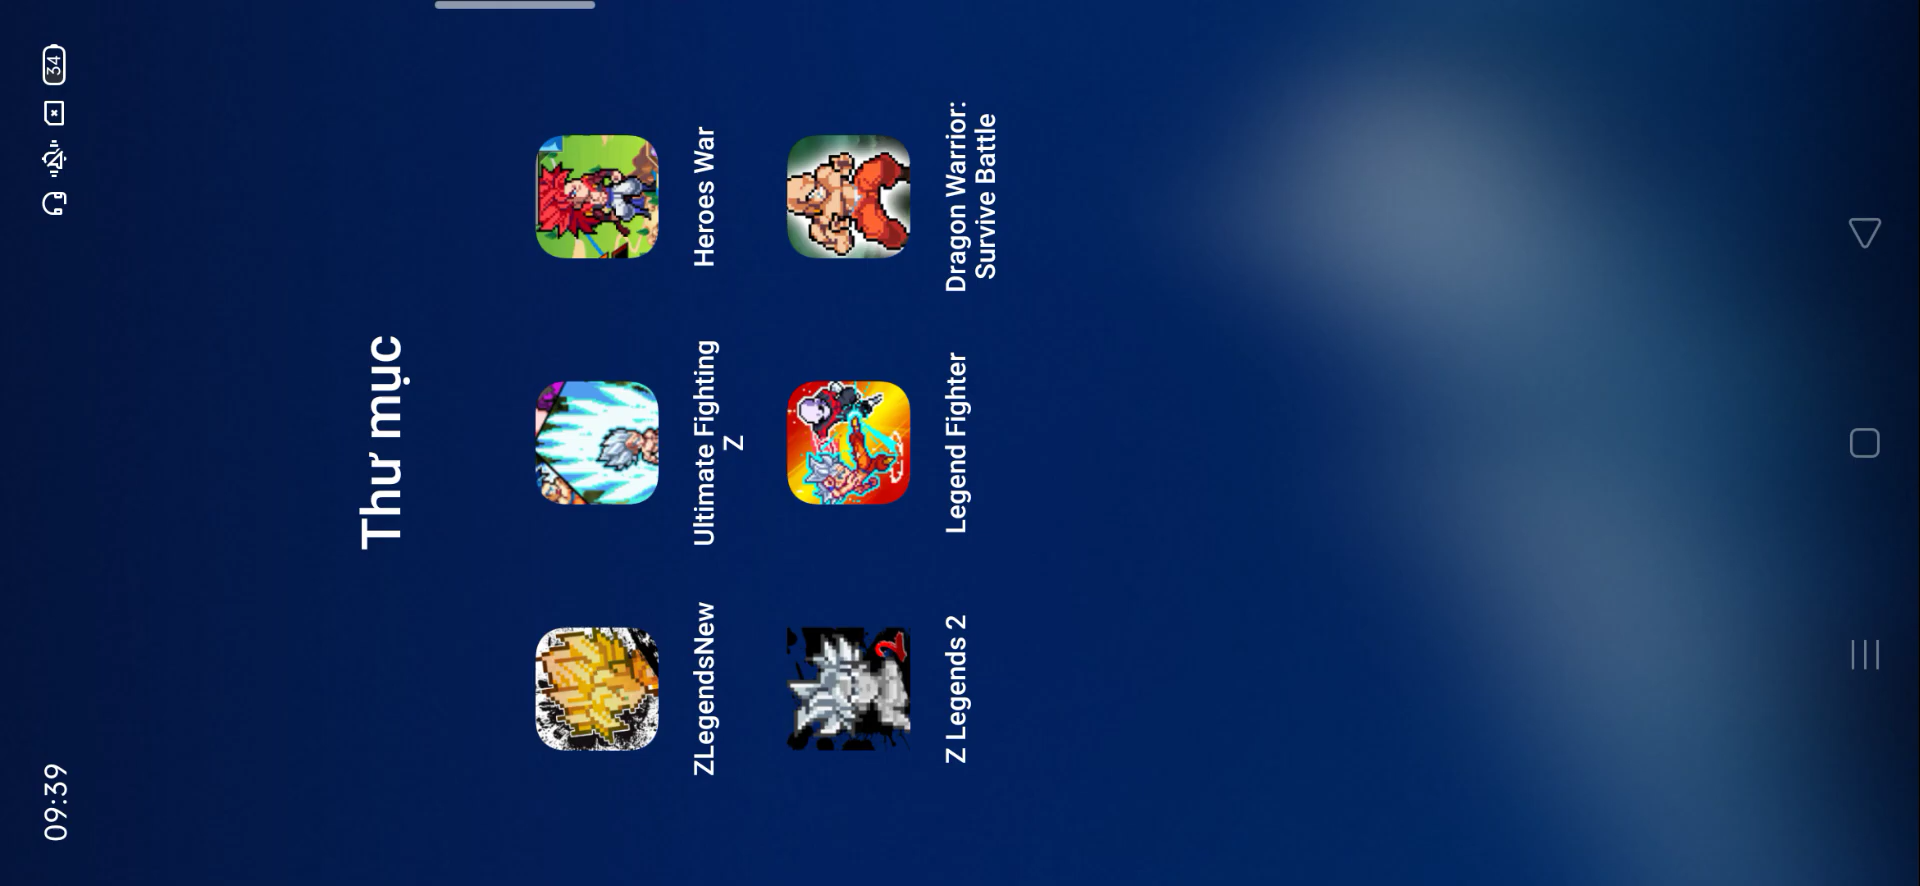 09:39
34
Thư mục
ZLegendsNew
Ultimate Fighting
Z
Heroes War
Z Legends 2
Legend Fighter
Dragon Warrior:
Survive Battle